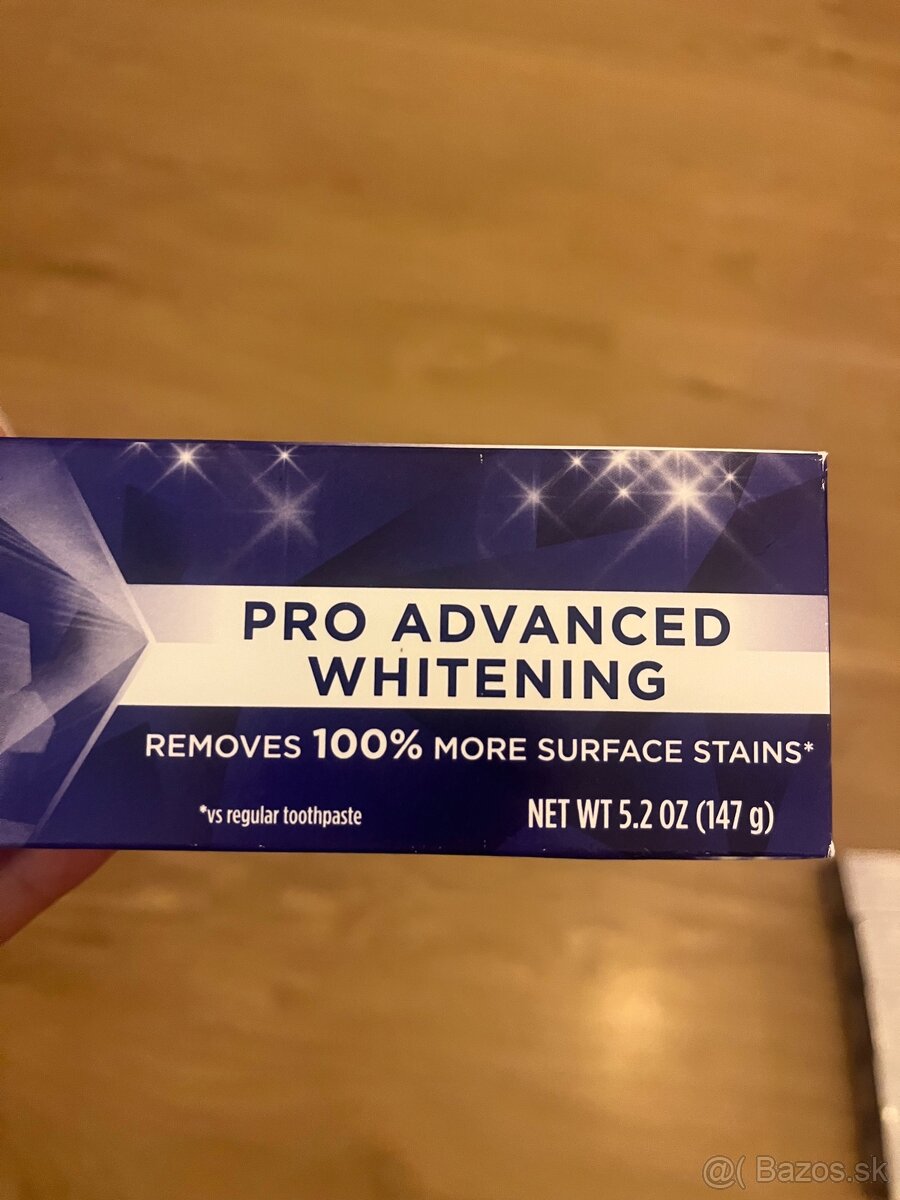 PRO ADVANCED
WHITENING
REMOVES 100% MORE SURFACE STAINS*
*vs regular toothpaste
NET WT 5.2 OZ (147 g)
@( Bazos.sk